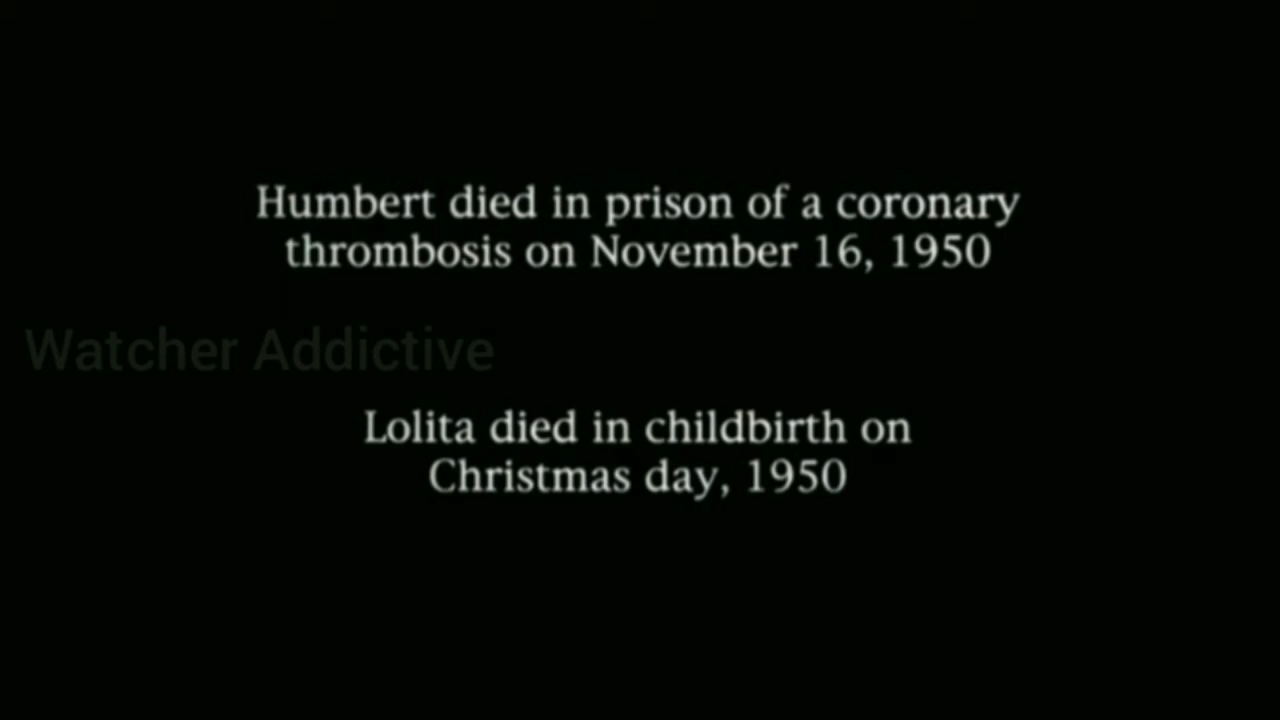 Humbert died in prison of a coronary
thrombosis on November 16, 1950
Watcher Addictive
Lolita died in childbirth on
Christmas day, 1950